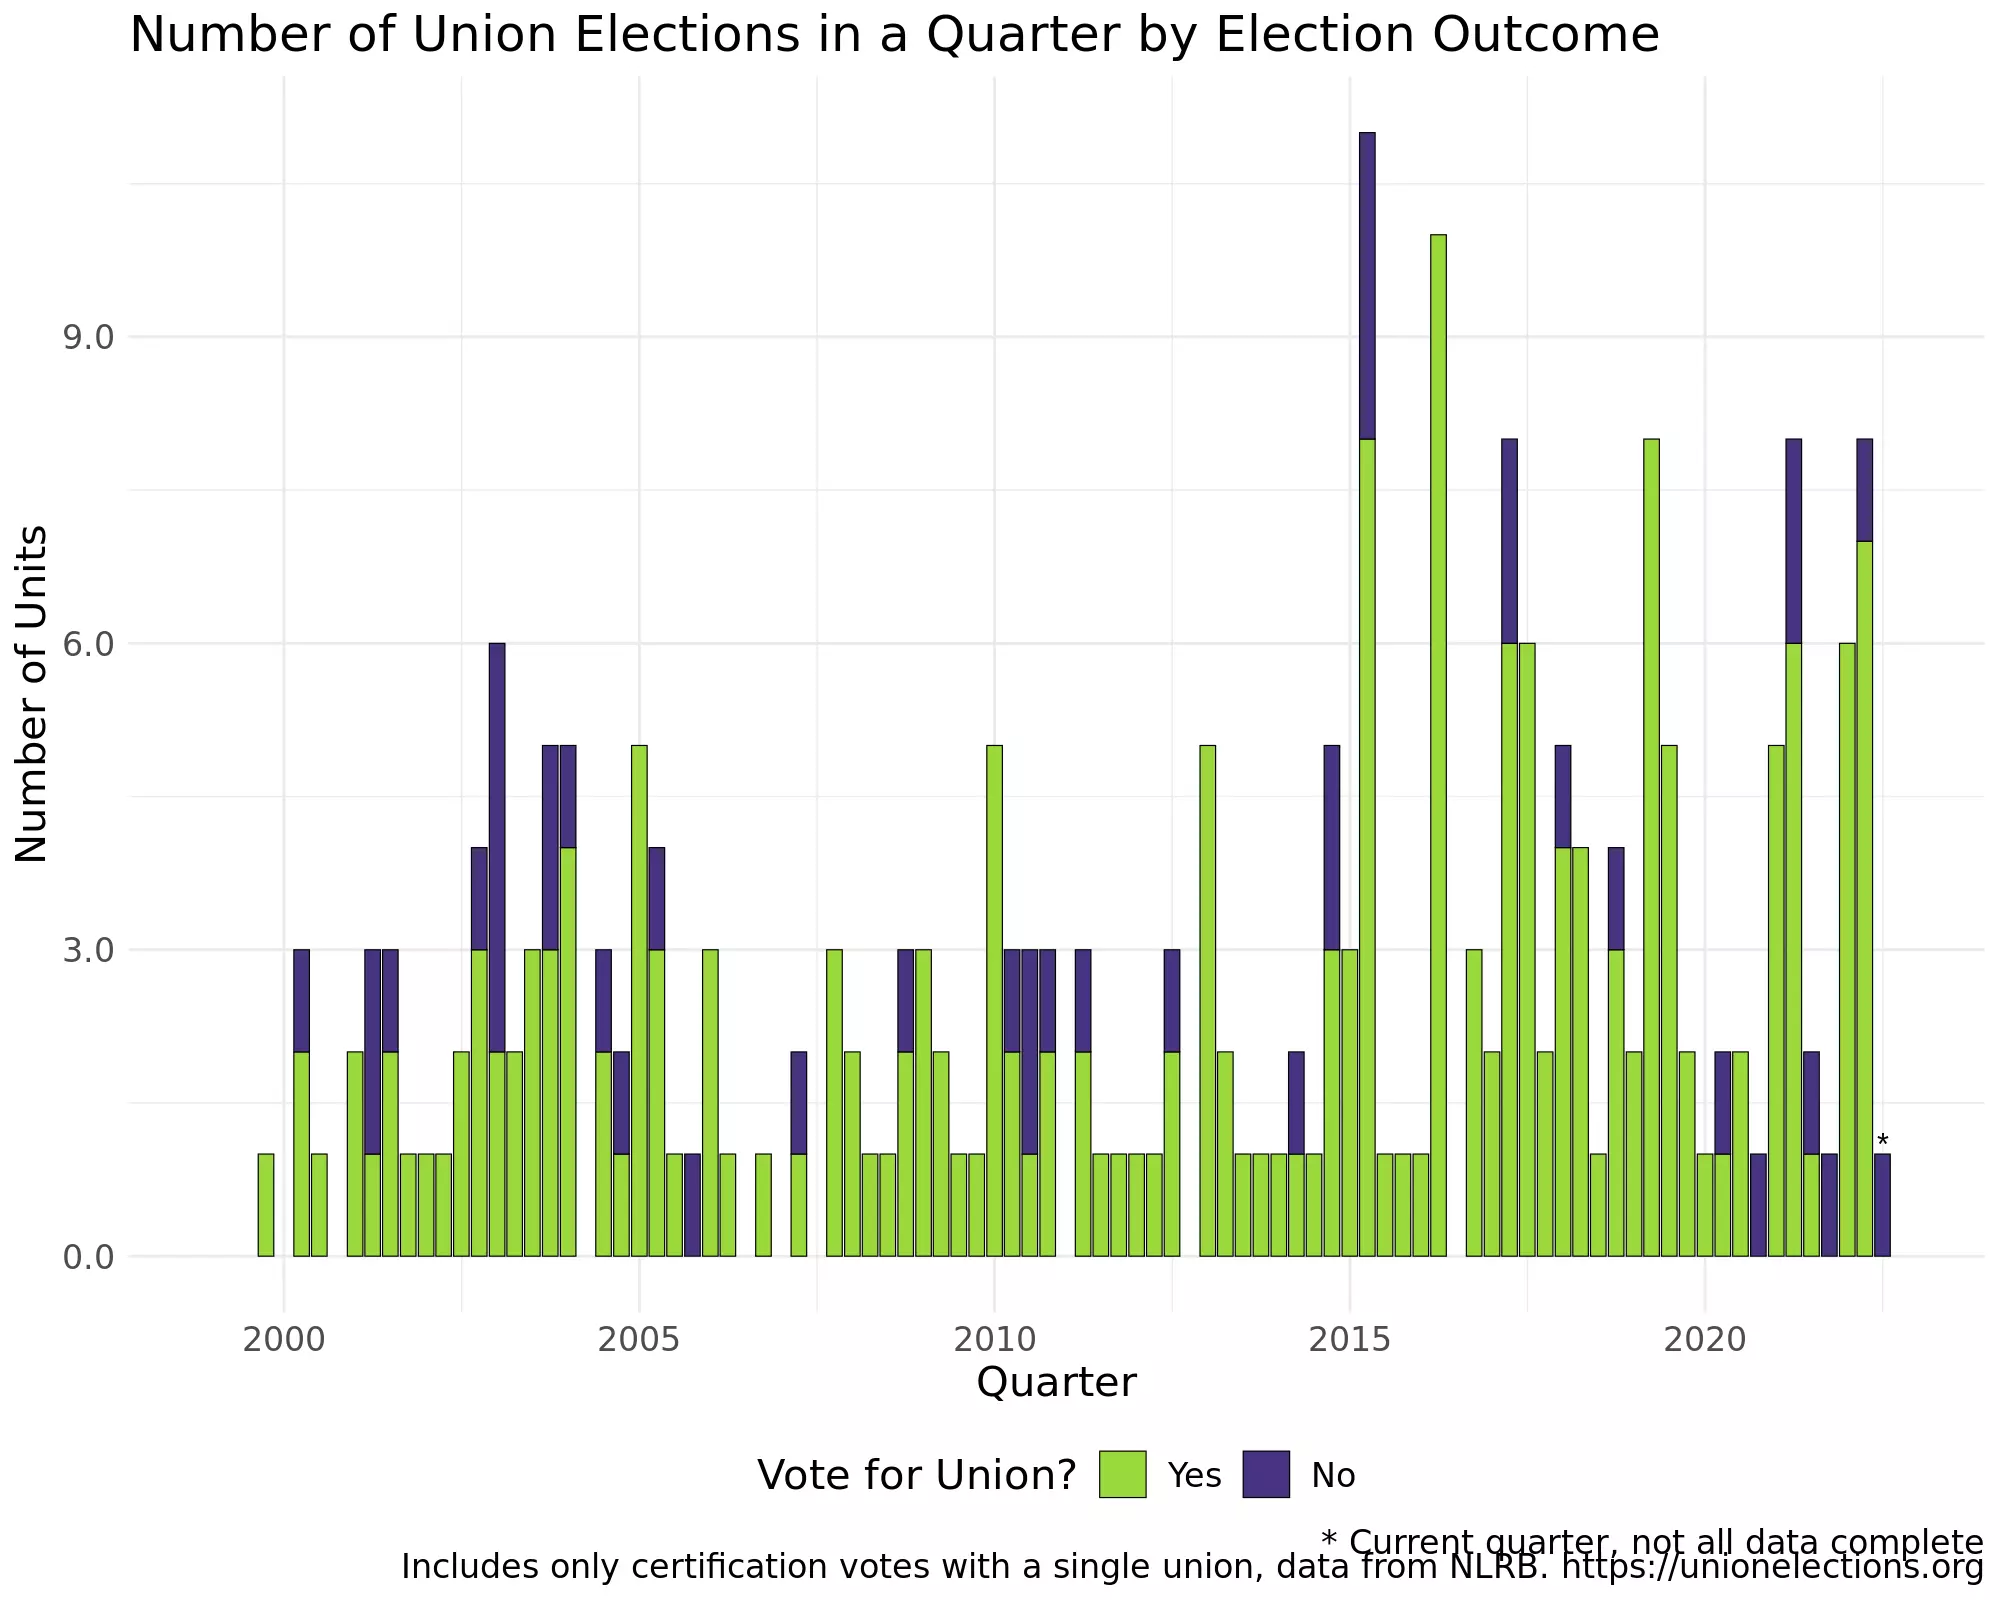 Number of Union Elections in a Quarter by Election Outcome
Number of Units
9.0
6.0
3.0
0.0
*
2000 2005 2010 2015 2020
Quarter
Vote for Union? Yes No
* Current quarter, not all data complete
Includes only certification votes with a single union, data from NLRB. https://unionelections.org